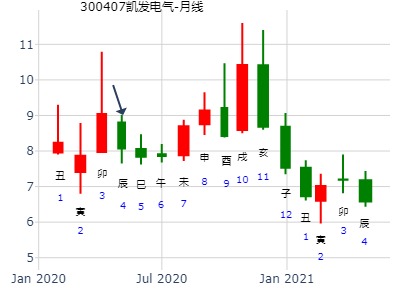 300407凯发电气-月线
11
10
9
8
7
6
5
丑
1
寅
2
卯
3
辰
4
巳
5
午
6
未
7
申
8
酉
9
戌
10
亥
11
子
12
丑
1
寅
2
卯
3
辰
4
Jan 2020
Jul 2020
Jan 2021